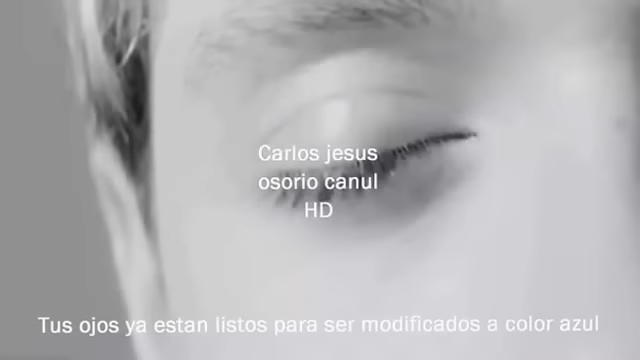 Carlos jesus
osorio canul
HD
Tus ojos ya estan listos para ser modificados a color azul